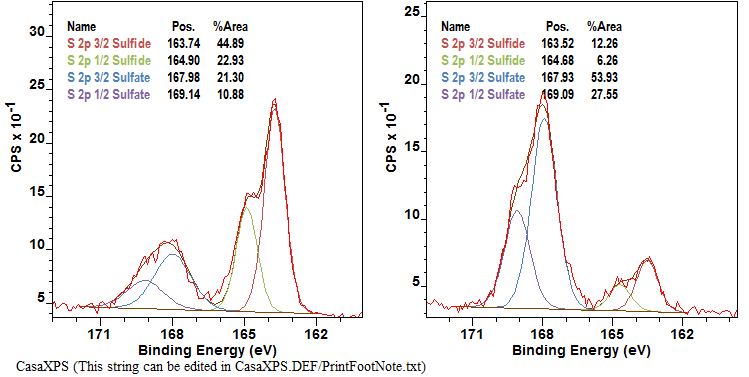 Name Pos. %Area
S 2p 3/2 Sulfide 163.74 44.89
S 2p 1/2 Sulfide 164.90 22.93
S 2p 3/2 Sulfate 167.98 21.30
S 2p 1/2 Sulfate 169.14 10.88
30
25
20
15
10
5
CPS x 10⁻¹
171 168 165 162
Binding Energy (eV)
Name Pos. %Area
S 2p 3/2 Sulfide 163.52 12.26
S 2p 1/2 Sulfide 164.68 6.26
S 2p 3/2 Sulfate 167.93 53.93
S 2p 1/2 Sulfate 169.09 27.55
25
20
15
10
5
CPS x 10⁻¹
171 168 165 162
Binding Energy (eV)
CasaXPS (This string can be edited in CasaXPS.DEF/PrintFootNote.txt)